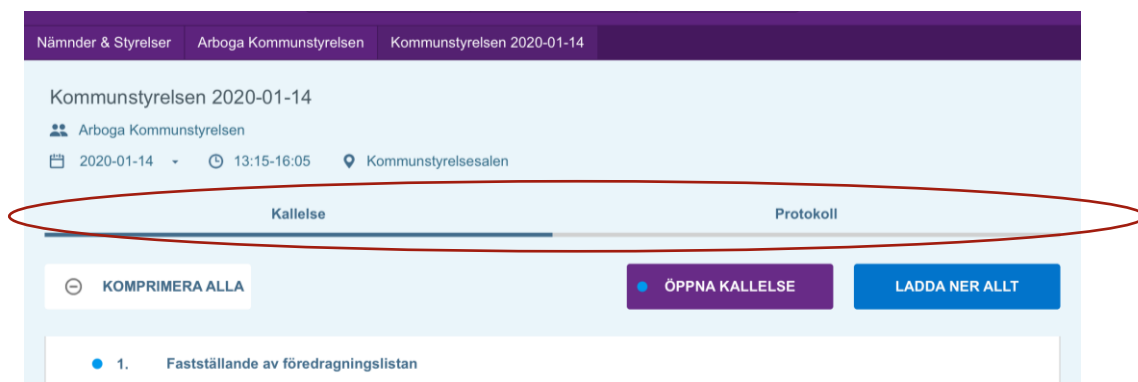 Nämnder & Styrelser Arboga Kommunstyrelsen Kommunstyrelsen 2020-01-14
Kommunstyrelsen 2020-01-14
Arboga Kommunstyrelsen
2020-01-14 13:15-16:05 Kommunstyrelsesalen
Kallelse Protokoll
KOMPRIMERA ALLA ÖPPNA KALLELSE LADDA NER ALLT
1. Fastställande av föredragningslistan